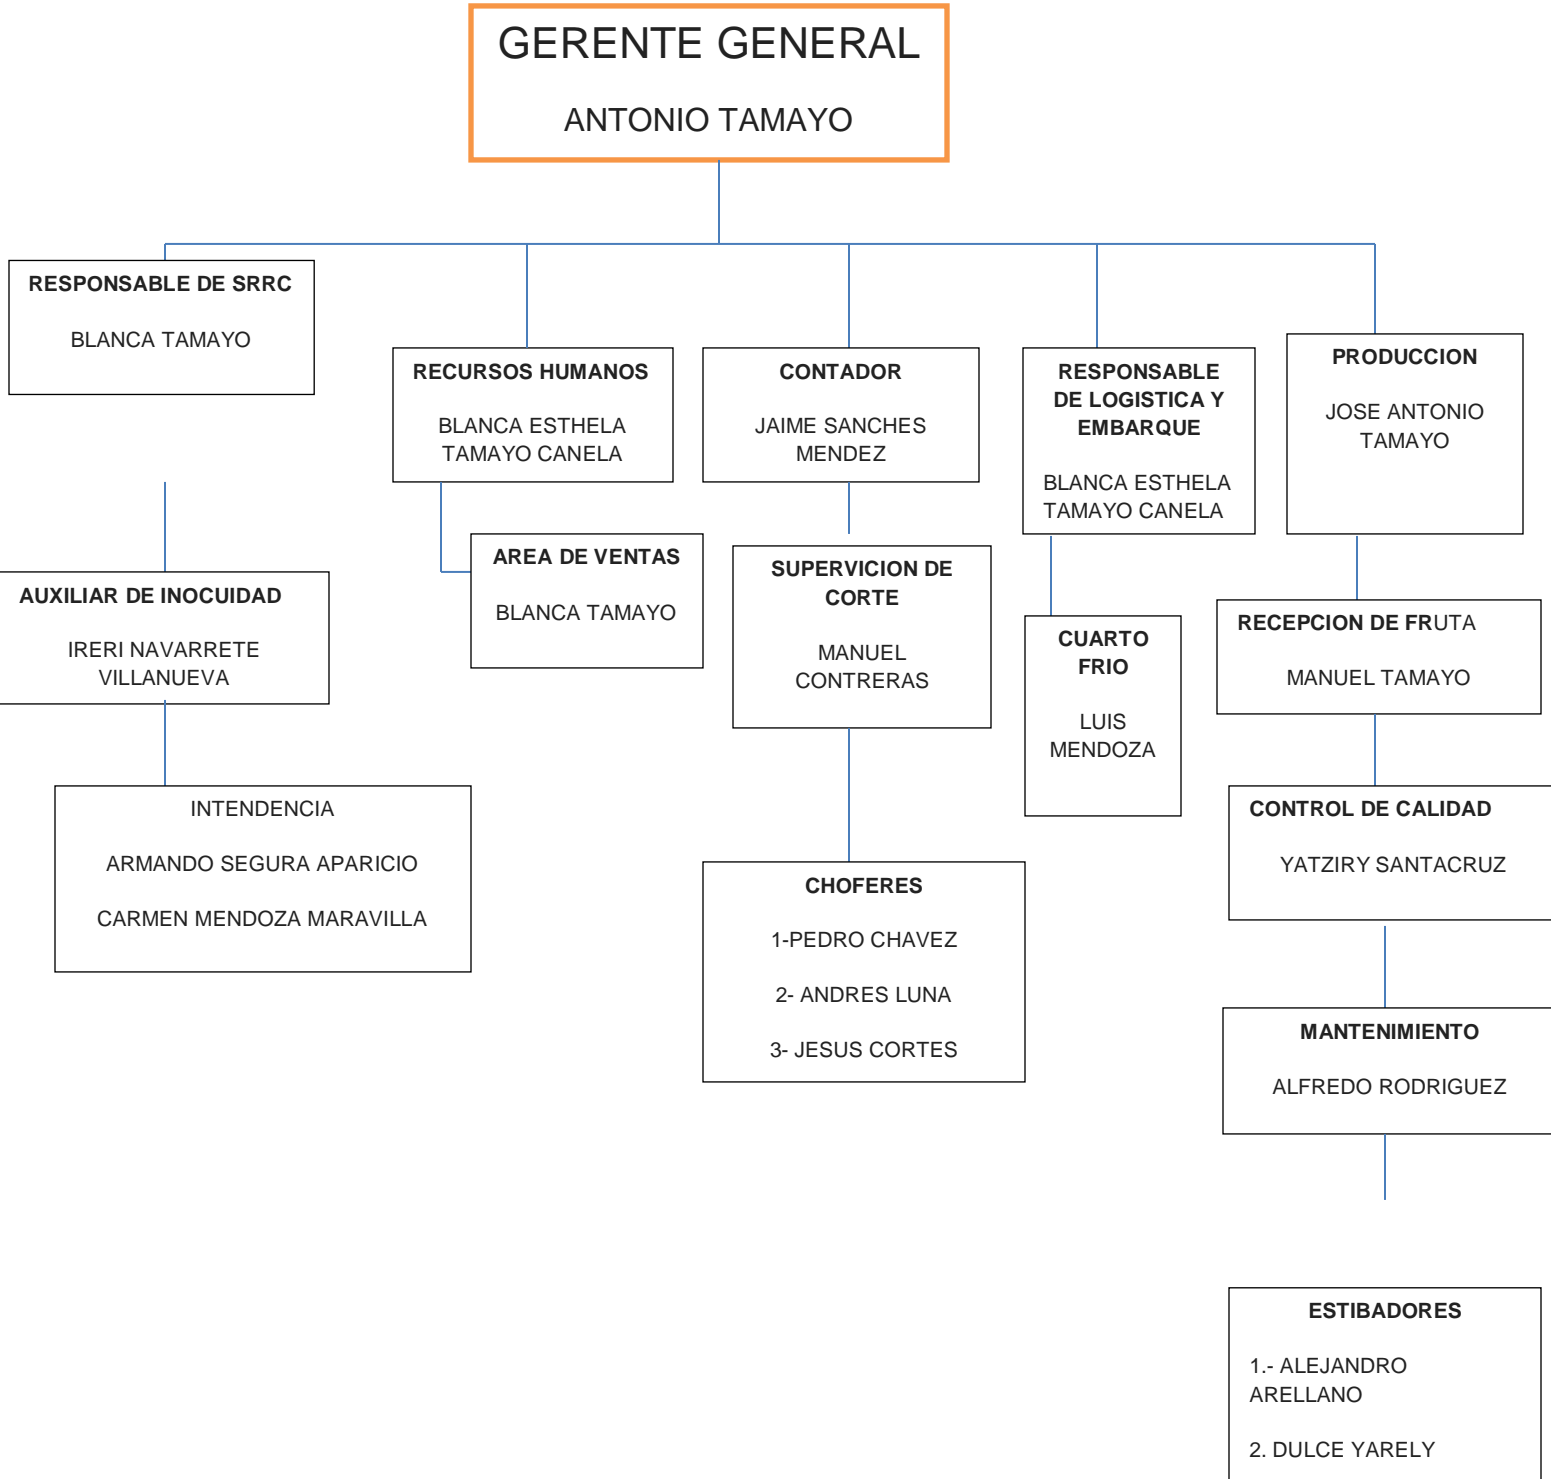 GERENTE GENERAL
ANTONIO TAMAYO
RESPONSABLE DE SRRC
BLANCA TAMAYO
RECURSOS HUMANOS
BLANCA ESTHELA
TAMAYO CANELA
CONTADOR
JAIME SANCHES
MENDEZ
RESPONSABLE
DE LOGISTICA Y
EMBARQUE
BLANCA ESTHELA
TAMAYO CANELA
PRODUCCION
JOSE ANTONIO
TAMAYO
AUXILIAR DE INOCUIDAD
IRERI NAVARRETE
VILLANUEVA
AREA DE VENTAS
BLANCA TAMAYO
SUPERVICION DE
CORTE
MANUEL
CONTRERAS
CUARTO
FRIO
LUIS
MENDOZA
RECEPCION DE FRUTA
MANUEL TAMAYO
INTENDENCIA
ARMANDO SEGURA APARICIO
CARMEN MENDOZA MARAVILLA
CHOFERES
1-PEDRO CHAVEZ
2- ANDRES LUNA
3- JESUS CORTES
CONTROL DE CALIDAD
YATZIRY SANTACRUZ
MANTENIMIENTO
ALFREDO RODRIGUEZ
ESTIBADORES
1.- ALEJANDRO
ARELLANO
2. DULCE YARELY